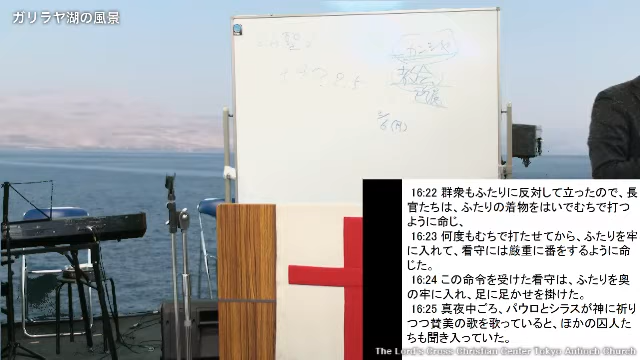 ガリラヤ湖の風景
16:22 群衆もふたりに反対して立ったので、長
官たちは、ふたりの着物をはいでむちで打つ
ように命じ、
16:23 何度もむちで打たせてから、ふたりを牢
に入れて、看守には厳重に番をするように命
じた。
16:24 この命令を受けた看守は、ふたりを奥
の牢に入れ、足に足かせを掛けた。
16:25 真夜中ごろ、パウロとシラスが神に祈り
つつ賛美の歌を歌っていると、ほかの囚人た
ちも聞き入っていた。
The Lord's Cross Christian Center Tokyo Antioch Church